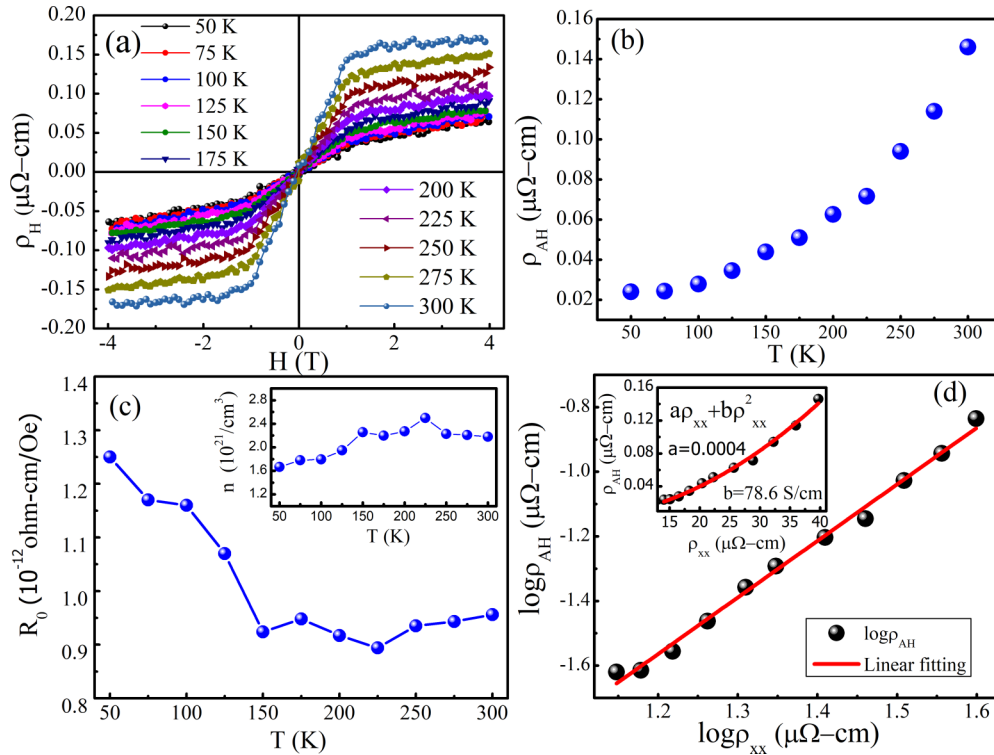 (a)
50 K
75 K
100 K
125 K
150 K
175 K
200 K
225 K
250 K
275 K
300 K
0.20
0.15
0.10
0.05
0.00
-0.05
-0.10
-0.15
-0.20
ρH (μΩ−cm)
-4 -2 0 2 4
H (T)
(b)
0.16
0.14
0.12
0.10
0.08
0.06
0.04
0.02
ρAH (μΩ−cm)
50 100 150 200 250 300
T (K)
(c)
1.4
1.3
1.2
1.1
1.0
0.9
0.8
R0 (10-12 ohm-cm/Oe)
50 100 150 200 250 300
T (K)
3.0
2.4
1.8
1.2
n (1021/cm3)
50 100 150 200 250 300
T (K)
(d)
-0.8
-1.0
-1.2
-1.4
-1.6
logρAH (μΩ−cm)
1.2 1.3 1.4 1.5 1.6
logρxx (μΩ−cm)
logρAH
Linear fitting
0.16
0.12
0.08
0.04
ρAH (μΩ−cm)
aρxx+bρ2xx
a=0.0004
b=78.6 S/cm
15 20 25 30 35 40
ρxx (μΩ−cm)